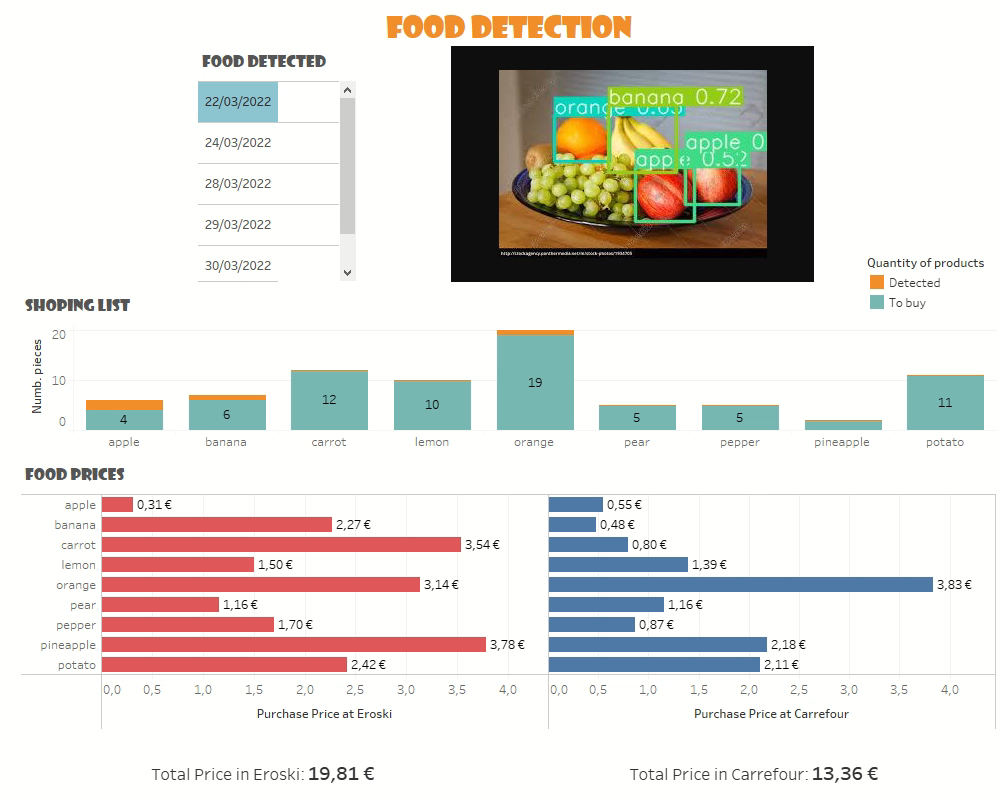 FOOD DETECTION
FOOD DETECTED
22/03/2022
24/03/2022
28/03/2022
29/03/2022
30/03/2022
banana 0.72
orange 0.65
apple 0
apple 0.52
Quantity of products
Detected
To buy
SHOPING LIST
Numb. pieces
20
10
0
4
6
12
10
19
5
5
11
apple banana carrot lemon orange pear pepper pineapple potato
FOOD PRICES
apple 0,31 € 0,55 €
banana 2,27 € 0,48 €
carrot 3,54 € 0,80 €
lemon 1,50 € 1,39 €
orange 3,14 € 3,83 €
pear 1,16 € 1,16 €
pepper 1,70 € 0,87 €
pineapple 3,78 € 2,18 €
potato 2,42 € 2,11 €
0,0 0,5 1,0 1,5 2,0 2,5 3,0 3,5 4,0 0,0 0,5 1,0 1,5 2,0 2,5 3,0 3,5 4,0
Purchase Price at Eroski Purchase Price at Carrefour
Total Price in Eroski: 19,81 € Total Price in Carrefour: 13,36 €